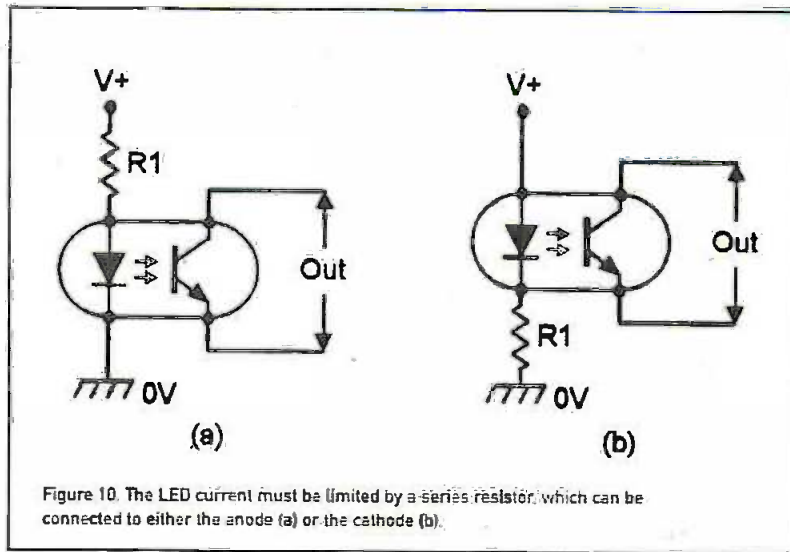 V+
R1
Out
0V
(a)
V+
Out
R1
0V
(b)
Figure 10. The LED current must be limited by a series resistor, which can be
connected to either the anode (a) or the cathode (b).